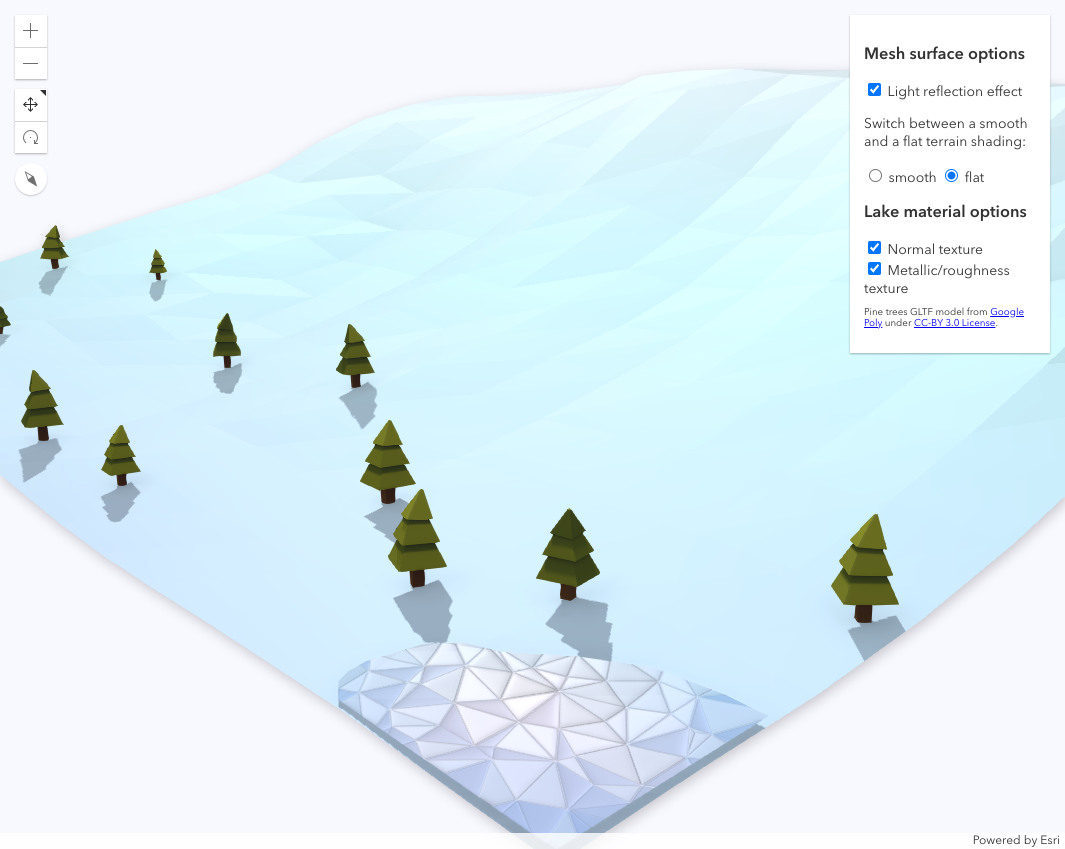 Mesh surface options
Light reflection effect
Switch between a smooth
and a flat terrain shading:
smooth flat
Lake material options
Normal texture
Metallic/roughness
texture
Pine trees GLTF model from Google
Poly under CC-BY 3.0 License.
Powered by Esri